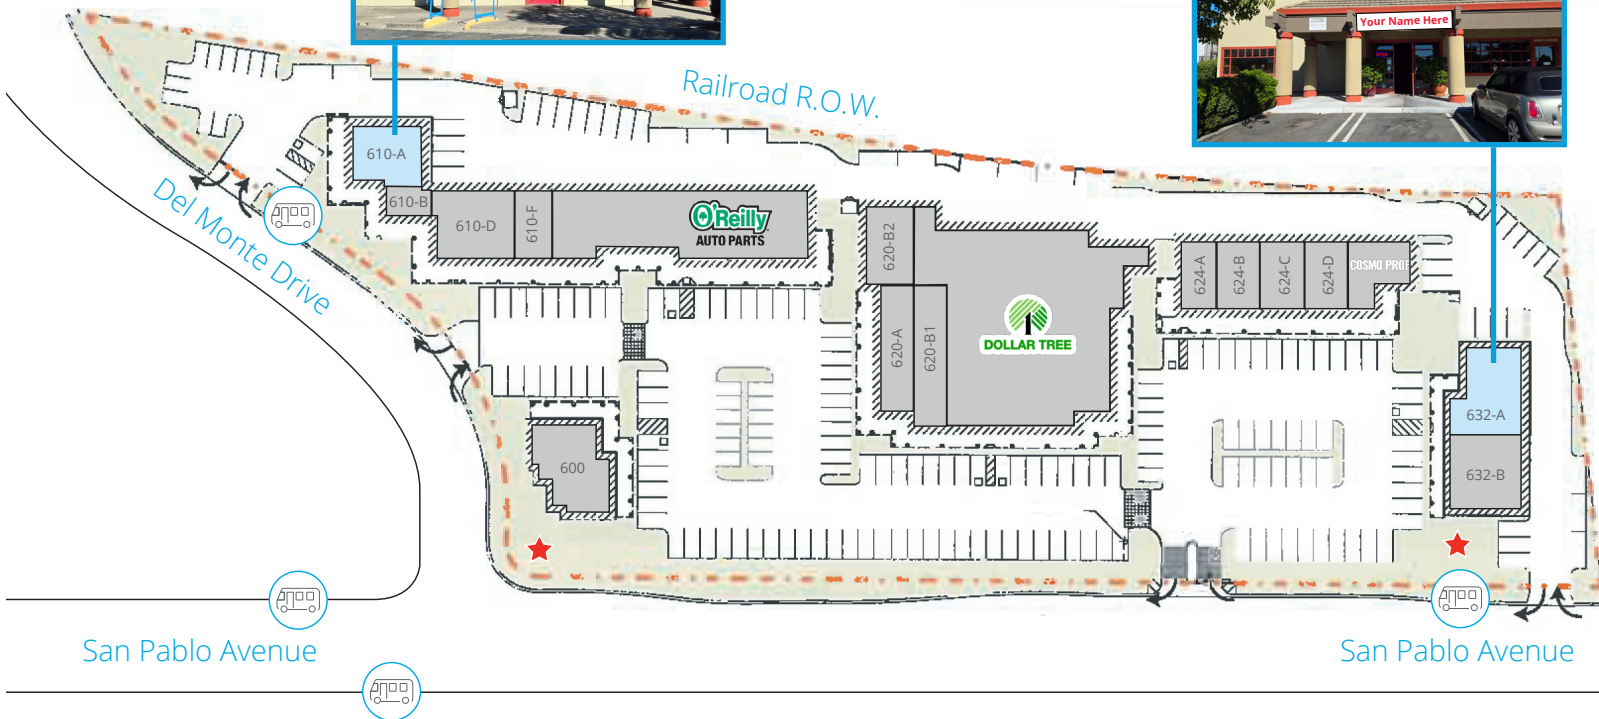 Your Name Here
Railroad R.O.W.
610-A
Del Monte Drive
610-B
610-D
610-F
O'Reilly
AUTO PARTS
620-B2
620-A
620-B1
DOLLAR TREE
624-A
624-B
624-C
624-D
COSMO PROF
632-A
632-B
600
San Pablo Avenue
San Pablo Avenue